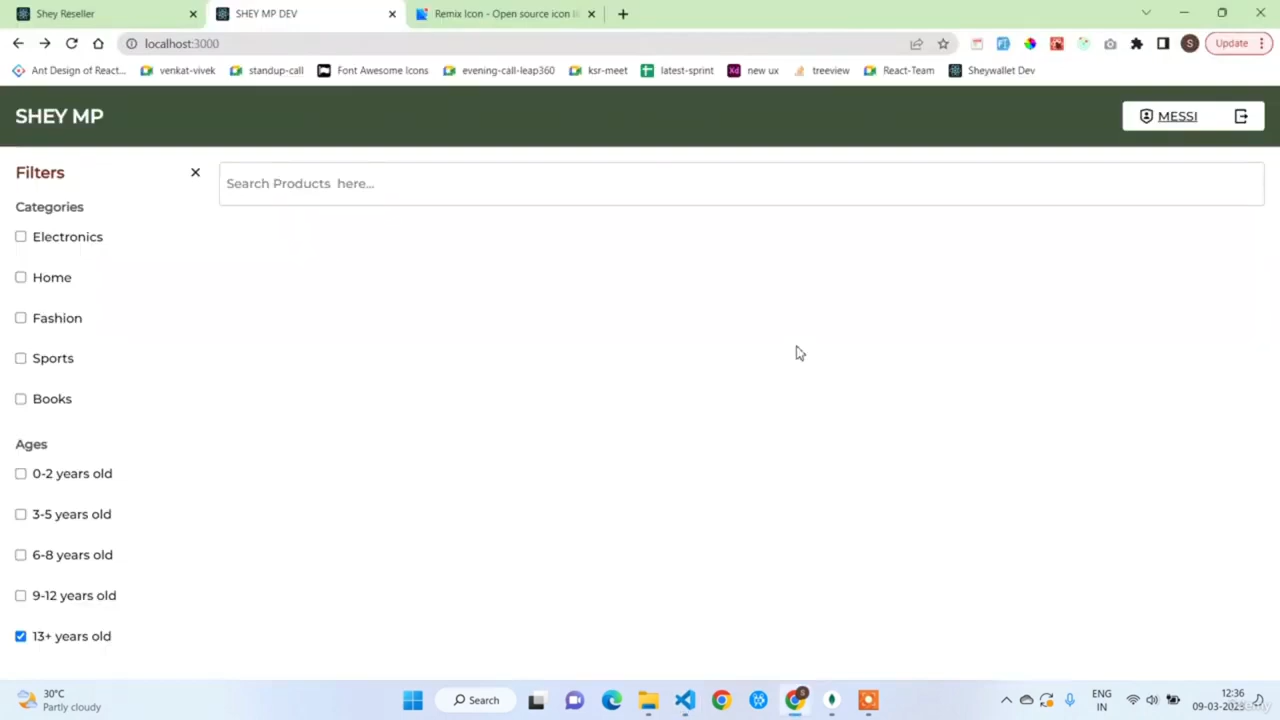 Shey Reseller
SHEY MP DEV
Remix Icon - Open source icon li
localhost:3000
S
Update
Ant Design of React...
venkat-vivek
standup-call
Font Awesome Icons
evening-call-leap360
ksr-meet
latest-sprint
Xd new ux
treeview
React-Team
Sheywallet Dev
SHEY MP
MESSI
Filters
Search Products here...
Categories
Electronics
Home
Fashion
Sports
Books
Ages
0-2 years old
3-5 years old
6-8 years old
9-12 years old
13+ years old
30°C
Partly cloudy
Search
S
ENG
IN
12:36
09-03-2023